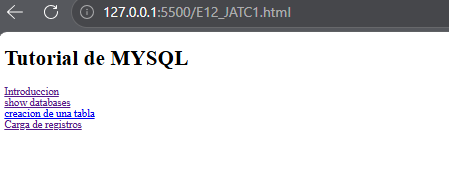 127.0.0.1:5500/E12_JATC1.html
Tutorial de MYSQL
Introduccion
show databases
creacion de una tabla
Carga de registros